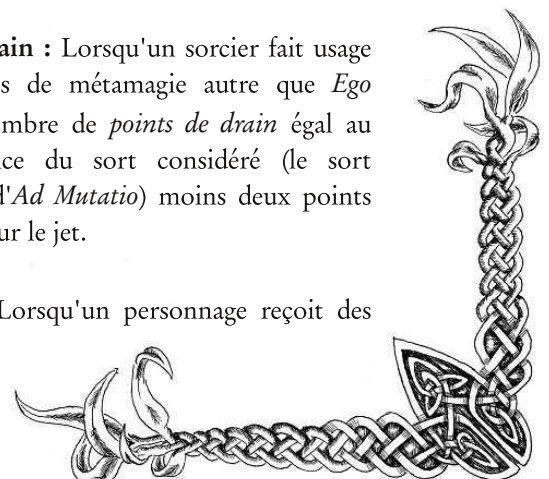 ain : Lorsqu'un sorcier fait usage
s de métamagie autre que Ego
ombre de points de drain égal au
ce du sort considéré (le sort
d'Ad Mutatio) moins deux points
ur le jet.
Lorsqu'un personnage reçoit des